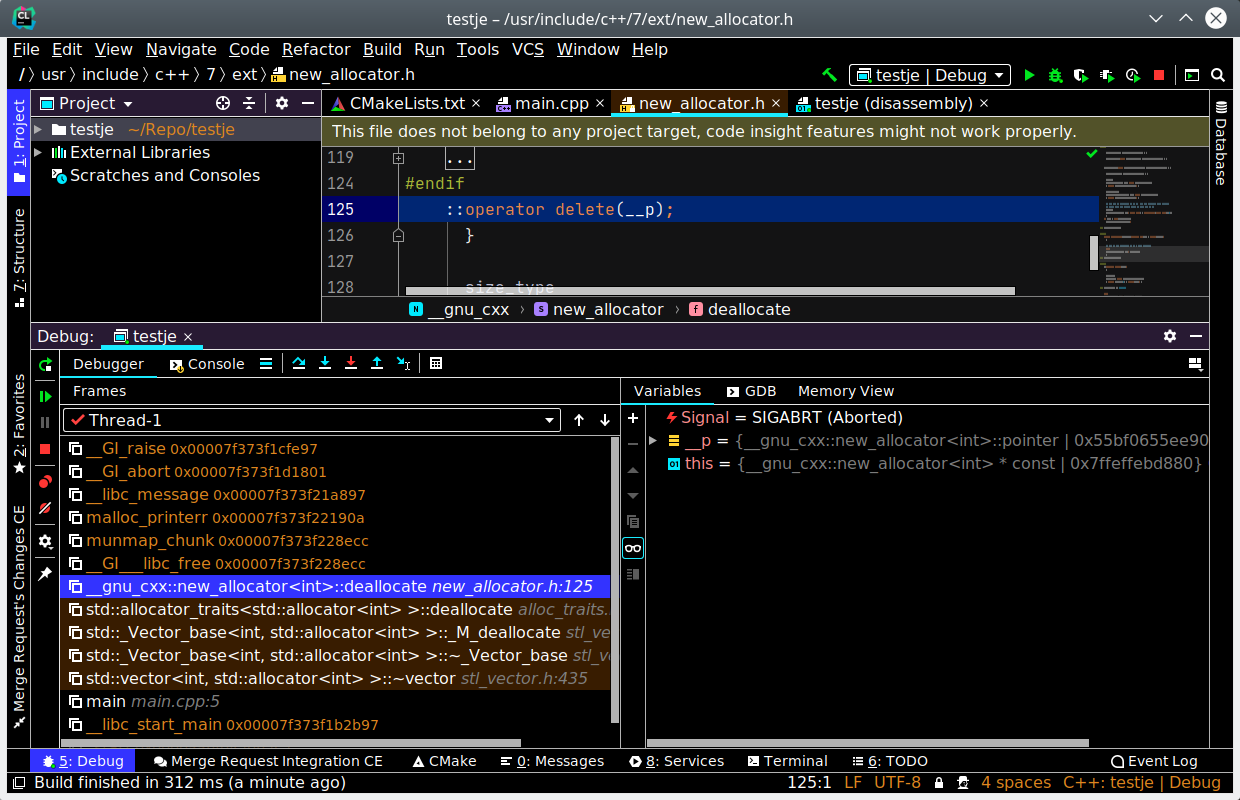 CL
testje – /usr/include/c++/7/ext/new_allocator.h
File Edit View Navigate Code Refactor Build Run Tools VCS Window Help
/ usr include c++ 7 ext new_allocator.h
testje | Debug
1: Project
7: Structure
2: Favorites
Merge Request's Changes CE
Project
testje ~/Repo/testje
External Libraries
Scratches and Consoles
CMakeLists.txt × main.cpp × new_allocator.h × testje (disassembly) ×
This file does not belong to any project target, code insight features might not work properly.
119 ...
124 #endif
125 ::operator delete(__p);
126 }
127
128 size_type
__gnu_cxx › new_allocator › deallocate
Database
Debug: testje ×
Debugger Console
Frames
Thread-1
__GI_raise 0x00007f373f1cfe97
__GI_abort 0x00007f373f1d1801
__libc_message 0x00007f373f21a897
malloc_printerr 0x00007f373f22190a
munmap_chunk 0x00007f373f228ecc
__GI___libc_free 0x00007f373f228ecc
__gnu_cxx::new_allocator<int>::deallocate new_allocator.h:125
std::allocator_traits<std::allocator<int> >::deallocate alloc_traits.
std::_Vector_base<int, std::allocator<int> >::_M_deallocate stl_ve
std::_Vector_base<int, std::allocator<int> >::~_Vector_base stl_v
std::vector<int, std::allocator<int> >::~vector stl_vector.h:435
main main.cpp:5
__libc_start_main 0x00007f373f1b2b97
Variables GDB Memory View
Signal = SIGABRT (Aborted)
__p = {__gnu_cxx::new_allocator<int>::pointer | 0x55bf0655ee90
this = {__gnu_cxx::new_allocator<int> * const | 0x7ffeffebd880}
5: Debug Merge Request Integration CE CMake 0: Messages 8: Services Terminal 6: TODO Event Log
Build finished in 312 ms (a minute ago) 125:1 LF UTF-8 4 spaces C++: testje | Debug